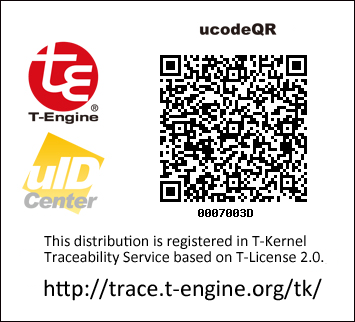 ucodeQR
te
®
T-Engine
uID
Center
0007003D
This distribution is registered in T-Kernel
Traceability Service based on T-License 2.0.
http://trace.t-engine.org/tk/